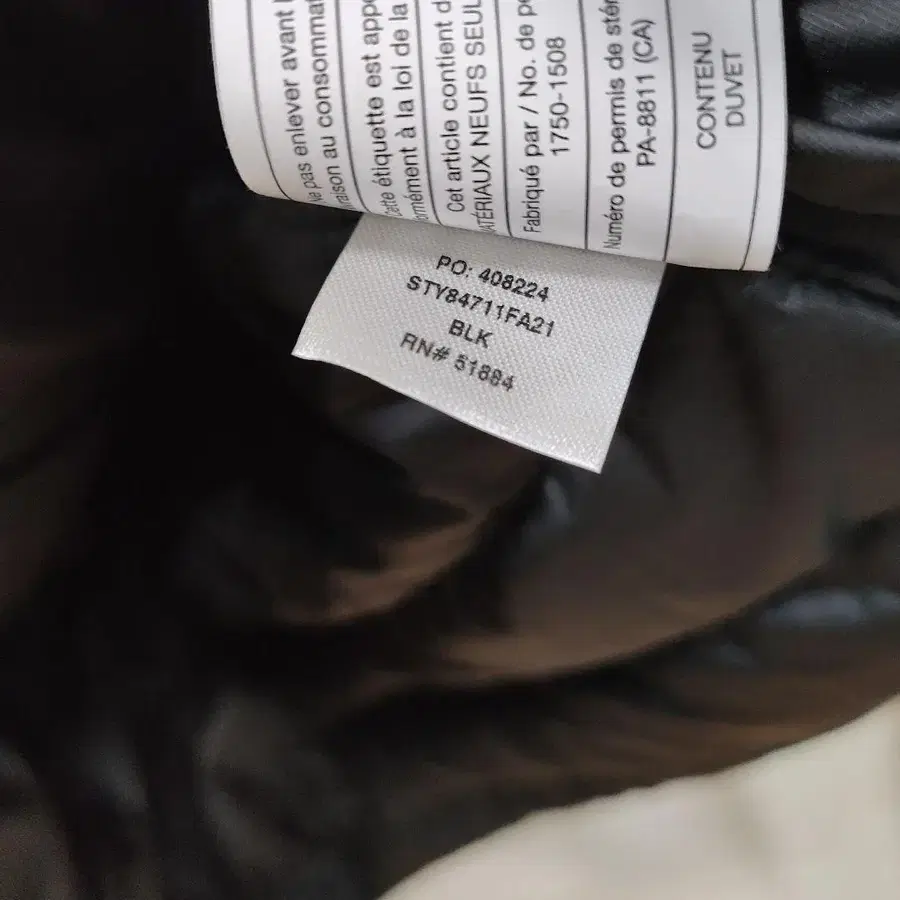 Ne pas enlever avant
raison au consommat
Cette étiquette est appo
ormément à la loi de la
Cet article contient d
ATÉRIAUX NEUFS SEUL
Fabriqué par / No. de pe
1750-1508
Numéro de permis de stér
PA-8811 (CA)
CONTENU
DUVET
PO: 408224
STY84711FA21
BLK
RN# 51884